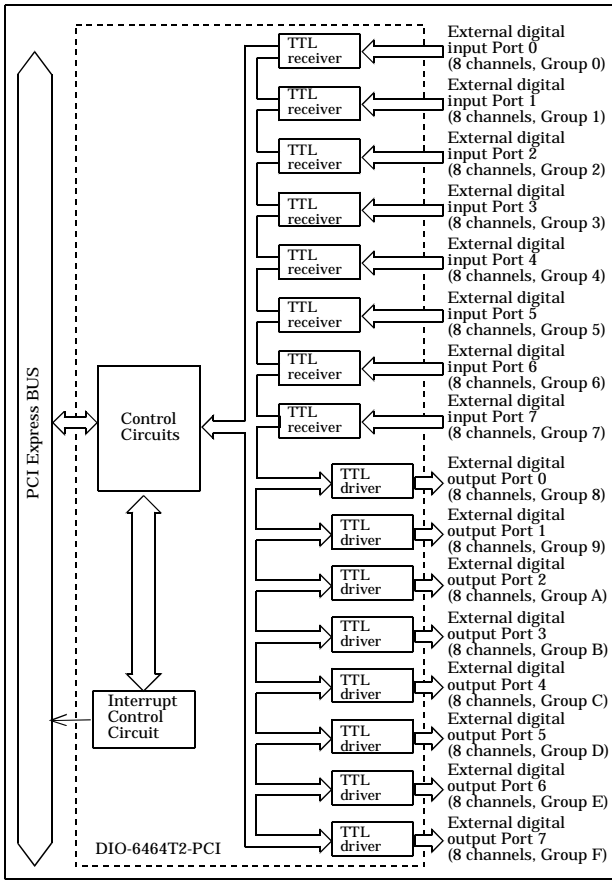 TTL
receiver
External digital
input Port 0
(8 channels, Group 0)
TTL
receiver
External digital
input Port 1
(8 channels, Group 1)
TTL
receiver
External digital
input Port 2
(8 channels, Group 2)
TTL
receiver
External digital
input Port 3
(8 channels, Group 3)
TTL
receiver
External digital
input Port 4
(8 channels, Group 4)
TTL
receiver
External digital
input Port 5
(8 channels, Group 5)
TTL
receiver
External digital
input Port 6
(8 channels, Group 6)
TTL
receiver
External digital
input Port 7
(8 channels, Group 7)
PCI Express BUS
Control
Circuits
TTL
driver
External digital
output Port 0
(8 channels, Group 8)
TTL
driver
External digital
output Port 1
(8 channels, Group 9)
TTL
driver
External digital
output Port 2
(8 channels, Group A)
TTL
driver
External digital
output Port 3
(8 channels, Group B)
TTL
driver
External digital
output Port 4
(8 channels, Group C)
Interrupt
Control
Circuit
TTL
driver
External digital
output Port 5
(8 channels, Group D)
TTL
driver
External digital
output Port 6
(8 channels, Group E)
TTL
driver
External digital
output Port 7
(8 channels, Group F)
DIO-6464T2-PCI